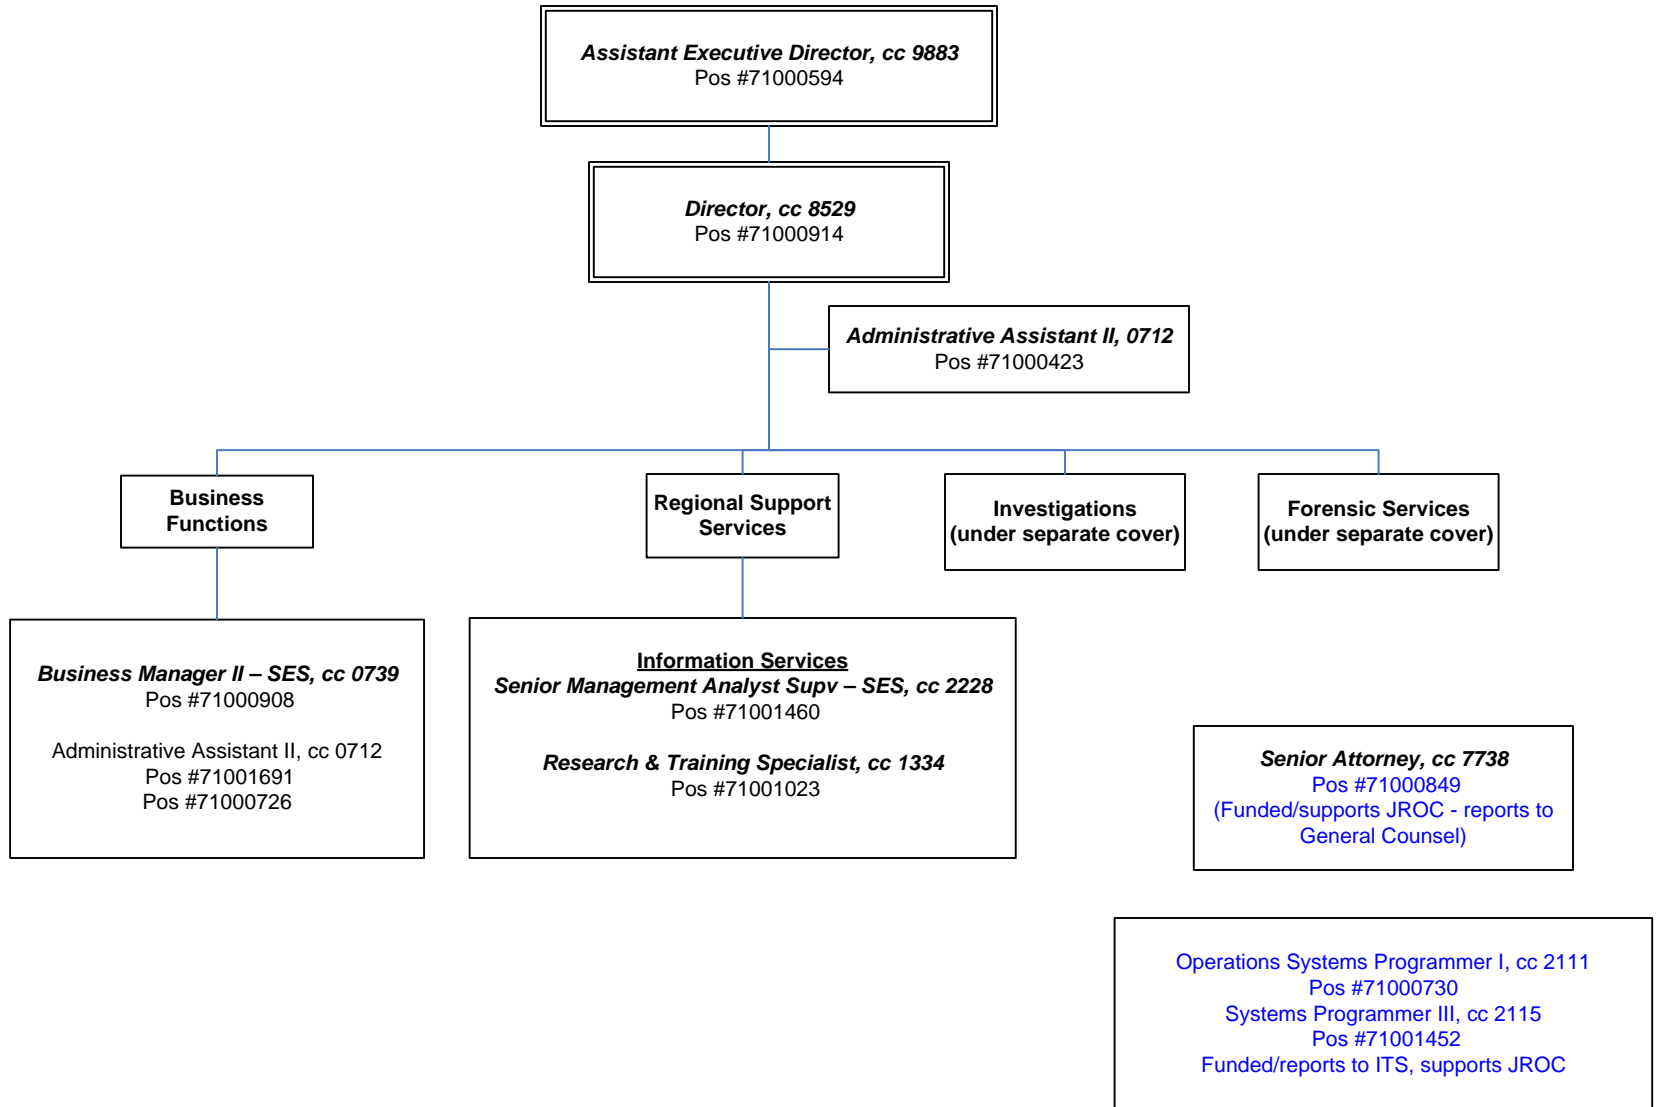 Assistant Executive Director, cc 9883
Pos #71000594
Director, cc 8529
Pos #71000914
Administrative Assistant II, 0712
Pos #71000423
Business
Functions
Regional Support
Services
Investigations
(under separate cover)
Forensic Services
(under separate cover)
Business Manager II – SES, cc 0739
Pos #71000908
Administrative Assistant II, cc 0712
Pos #71001691
Pos #71000726
Information Services
Senior Management Analyst Supv – SES, cc 2228
Pos #71001460
Research & Training Specialist, cc 1334
Pos #71001023
Senior Attorney, cc 7738
Pos #71000849
(Funded/supports JROC - reports to
General Counsel)
Operations Systems Programmer I, cc 2111
Pos #71000730
Systems Programmer III, cc 2115
Pos #71001452
Funded/reports to ITS, supports JROC